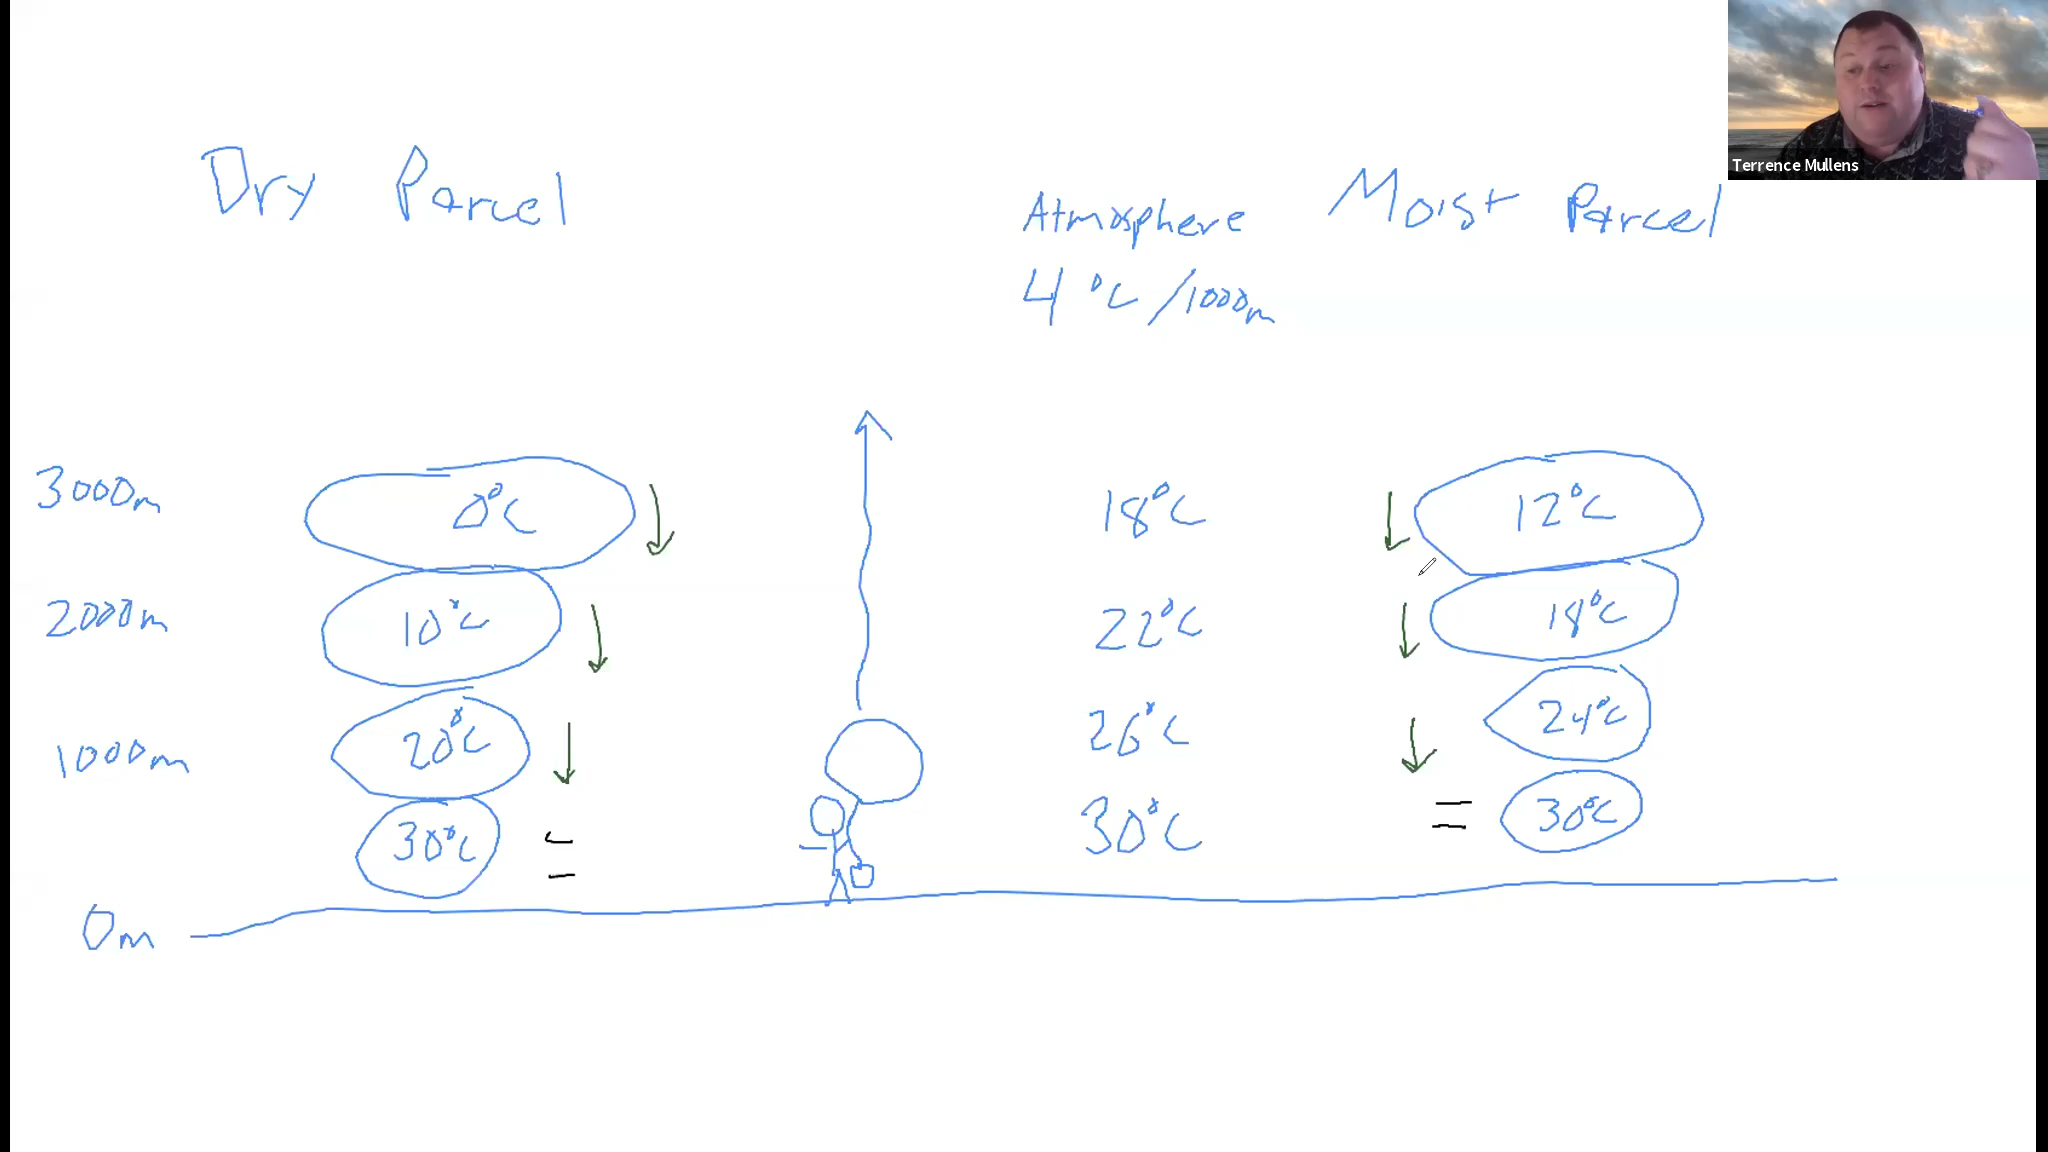 Terrence Mullens
Dry Parcel
Atmosphere
4°C/1000m
Moist Parcel
3000m 0°C 18°C 12°C
2000m 10°C 22°C 18°C
1000m 20°C 26°C 24°C
30°C = 30°C = 30°C
0m